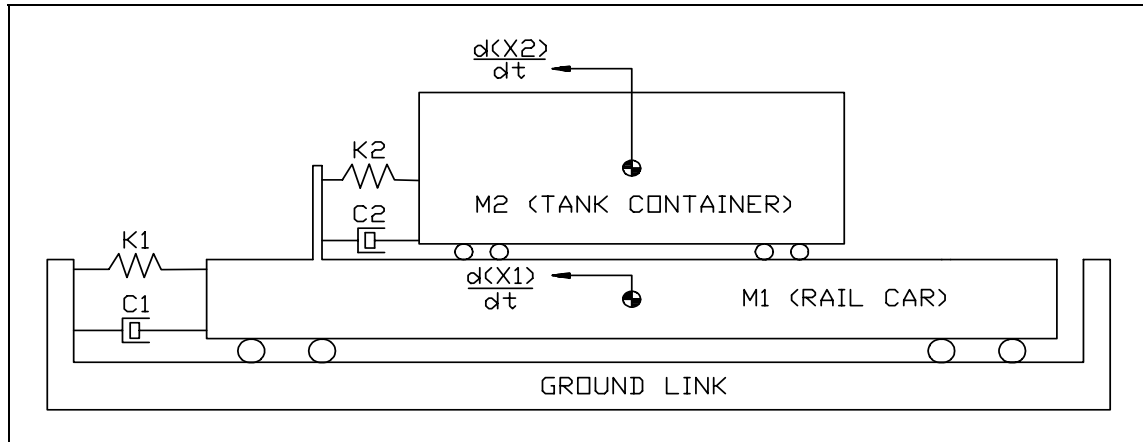 d(X2)
dt
K2
M2 (TANK CONTAINER)
C2
K1
d(X1)
dt
M1 (RAIL CAR)
C1
GROUND LINK